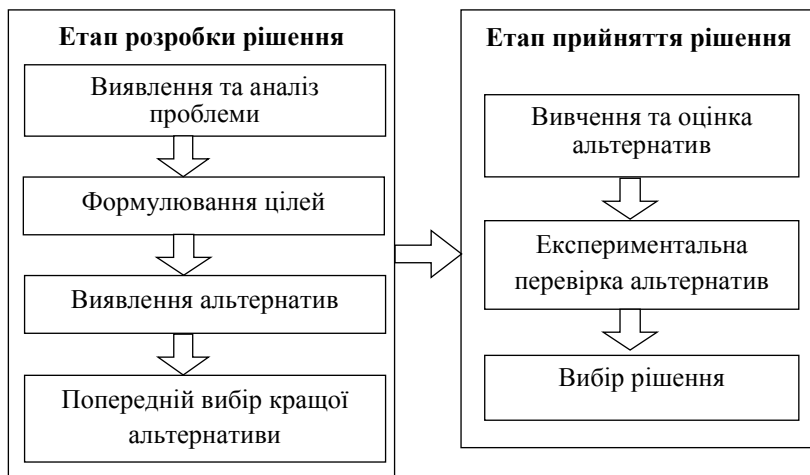 Етап розробки рішення
Виявлення та аналіз
проблеми
Формулювання цілей
Виявлення альтернатив
Попередній вибір кращої
альтернативи
Етап прийняття рішення
Вивчення та оцінка
альтернатив
Експериментальна
перевірка альтернатив
Вибір рішення